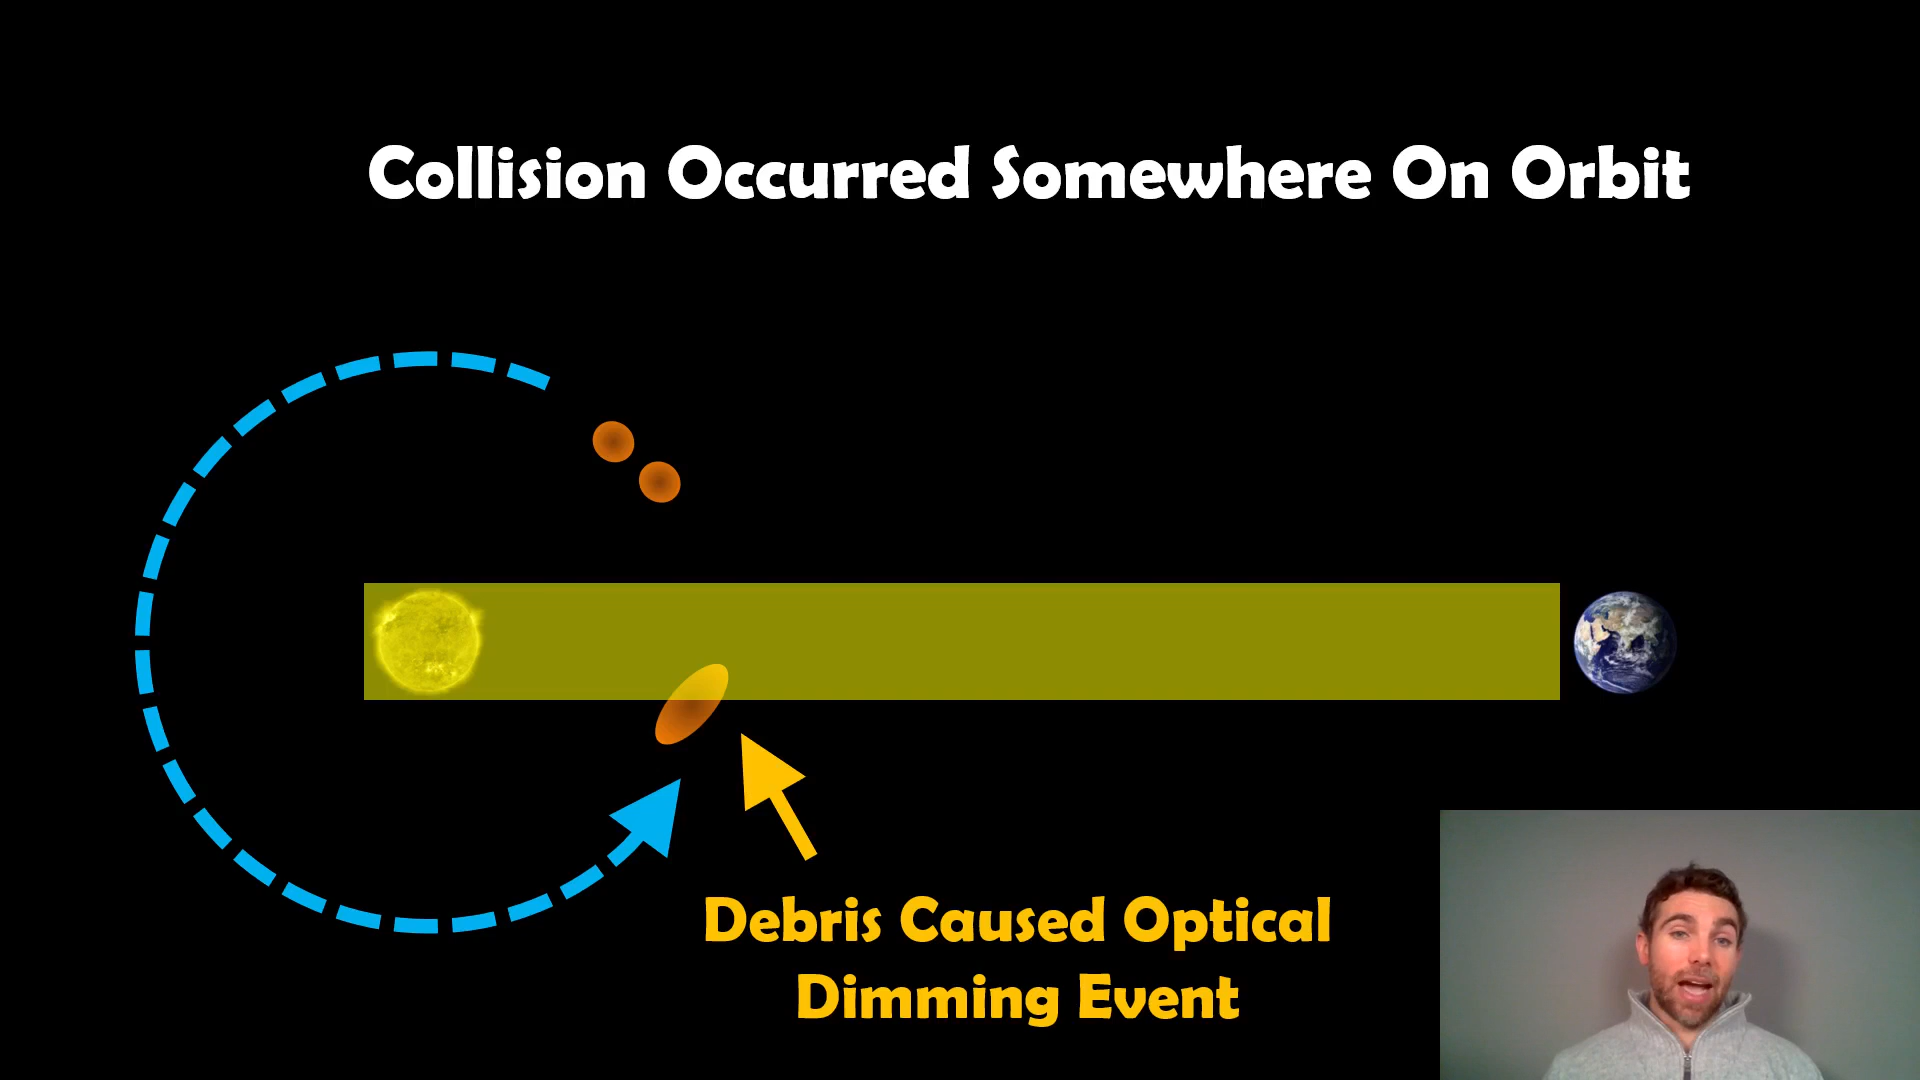 Collision Occurred Somewhere On Orbit
Debris Caused Optical
Dimming Event